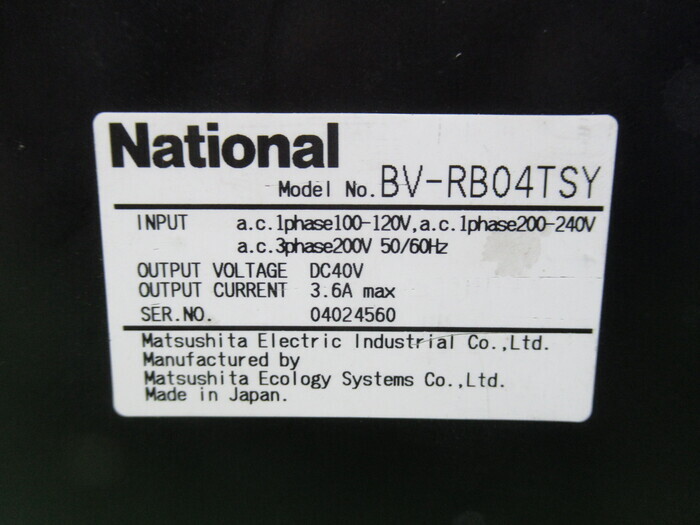 National
Model No. BV-RB04TSY
INPUT a.c.1phase100-120V,a.c.1phase200-240V
a.c.3phase200V 50/60Hz
OUTPUT VOLTAGE DC40V
OUTPUT CURRENT 3.6A max
SER.NO. 04024560
Matsushita Electric Industrial Co.,Ltd.
Manufactured by
Matsushita Ecology Systems Co.,Ltd.
Made in Japan.